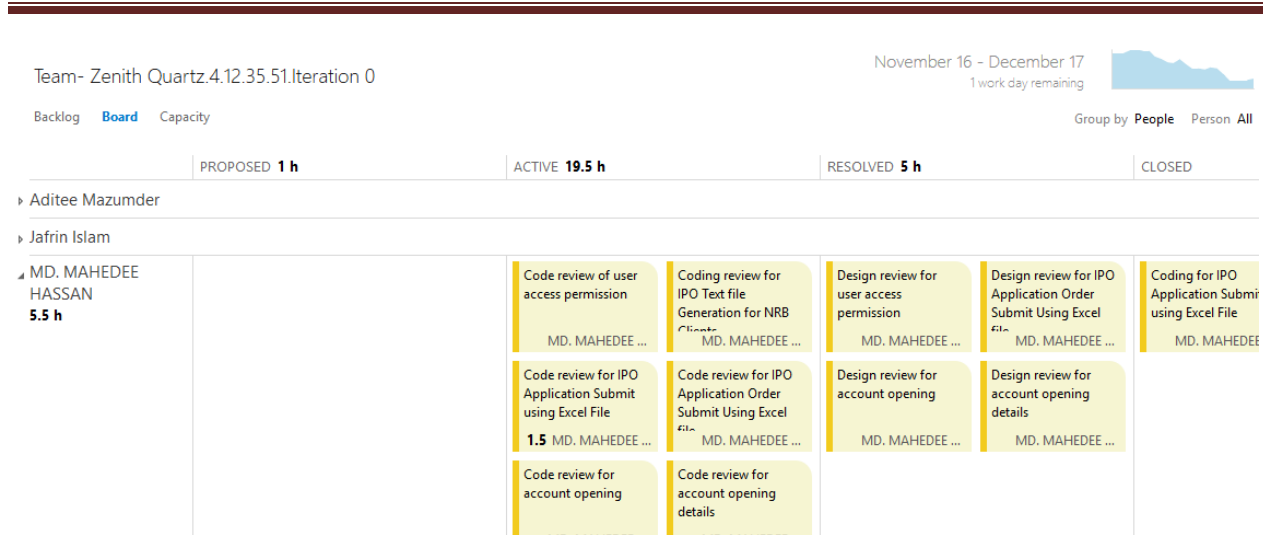 Team- Zenith Quartz.4.12.35.51.Iteration 0
November 16 - December 17
1 work day remaining
Backlog Board Capacity
Group by People Person All
PROPOSED 1 h
ACTIVE 19.5 h
RESOLVED 5 h
CLOSED
Aditee Mazumder
Jafrin Islam
MD. MAHEDEE
HASSAN
5.5 h
Code review of user
access permission
MD. MAHEDEE ...
Coding review for
IPO Text file
Generation for NRB
Clients
MD. MAHEDEE ...
Design review for
user access
permission
MD. MAHEDEE ...
Design review for IPO
Application Order
Submit Using Excel
file
MD. MAHEDEE ...
Coding for IPO
Application Submi
using Excel File
MD. MAHEDEE
Code review for IPO
Application Submit
using Excel File
1.5 MD. MAHEDEE ...
Code review for IPO
Application Order
Submit Using Excel
file
MD. MAHEDEE ...
Design review for
account opening
MD. MAHEDEE ...
Design review for
account opening
details
MD. MAHEDEE ...
Code review for
account opening
Code review for
account opening
details